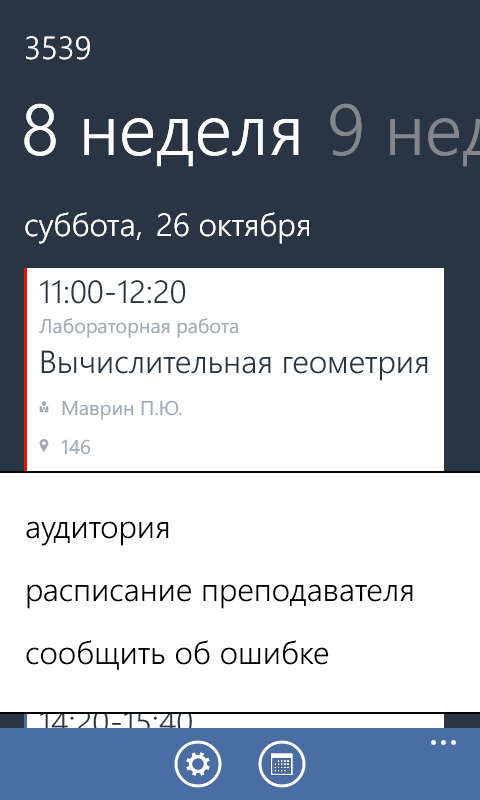 3539
8 неделя 9 нед
суббота, 26 октября
11:00-12:20
Лабораторная работа
Вычислительная геометрия
Маврин П.Ю.
146
аудитория
расписание преподавателя
сообщить об ошибке
14:20-15:40